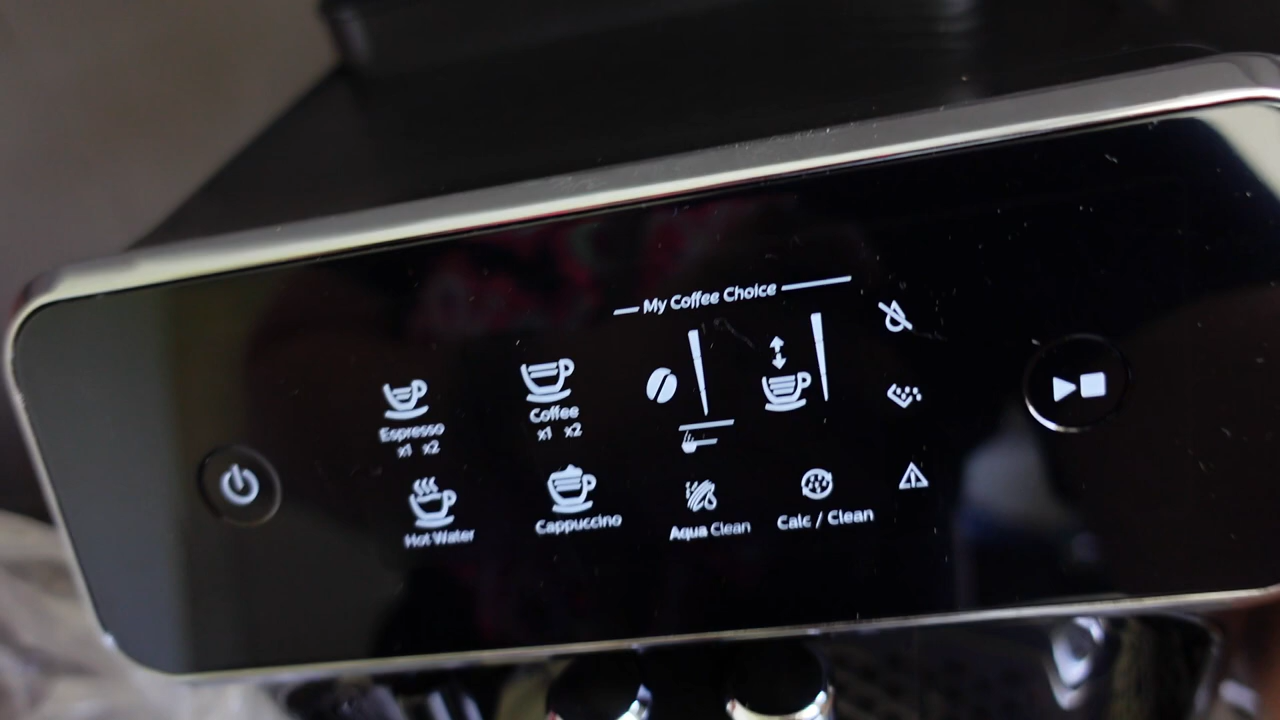 My Coffee Choice
Espresso
x1 x2
Coffee
x1 x2
Hot Water
Cappuccino
Aqua Clean
Calc / Clean